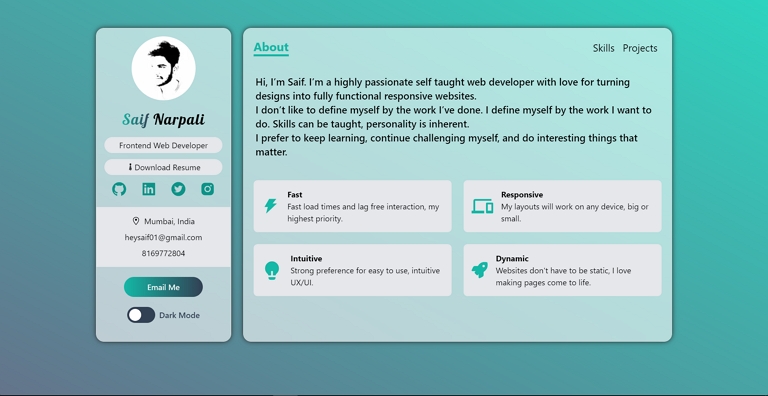 Saif Narpali
Frontend Web Developer
Download Resume
Mumbai, India
heysaif01@gmail.com
8169772804
Email Me
Dark Mode
About
Skills Projects
Hi, I'm Saif. I'm a highly passionate self taught web developer with love for turning
designs into fully functional responsive websites.
I don't like to define myself by the work I've done. I define myself by the work I want to
do. Skills can be taught, personality is inherent.
I prefer to keep learning, continue challenging myself, and do interesting things that
matter.
Fast
Fast load times and lag free interaction, my
highest priority.
Responsive
My layouts will work on any device, big or
small.
Intuitive
Strong preference for easy to use, intuitive
UX/UI.
Dynamic
Websites don't have to be static, I love
making pages come to life.